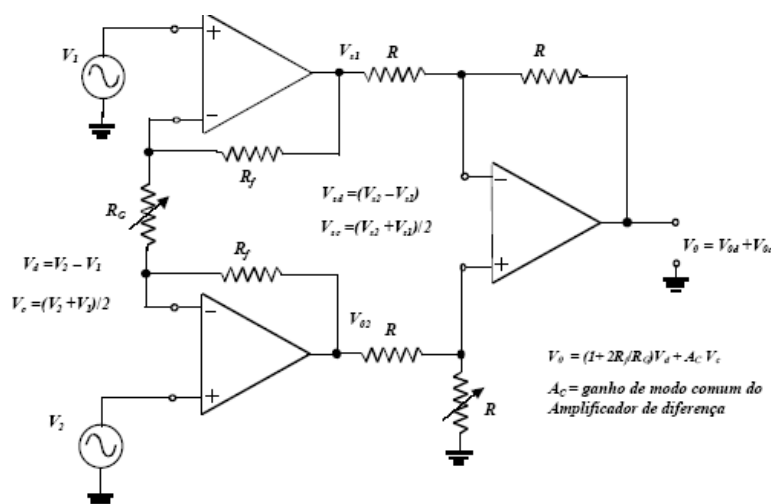 V1
+
−
Vs1
R
R
Rf
RG
Vd =V2 – V1
Vc =(V2 +V1)/2
Vsd =(Vs2 – Vs1)
Vsc =(Vs2 +Vs1)/2
−
+
V0 = V0d +V0c
Rf
−
+
V02
R
R
V2
V0 = (1+ 2Rf/RG)Vd + AC Vc
AC = ganho de modo comum do
Amplificador de diferença